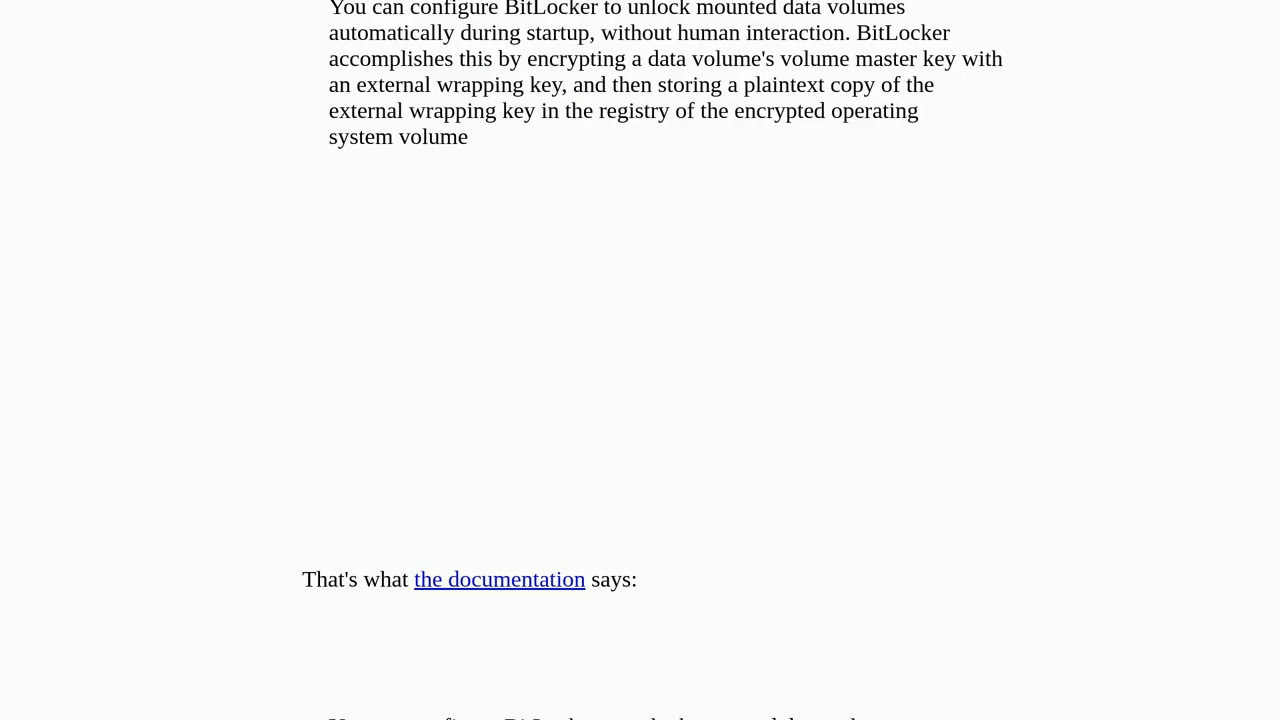 You can configure BitLocker to unlock mounted data volumes
automatically during startup, without human interaction. BitLocker
accomplishes this by encrypting a data volume's volume master key with
an external wrapping key, and then storing a plaintext copy of the
external wrapping key in the registry of the encrypted operating
system volume
That's what the documentation says: